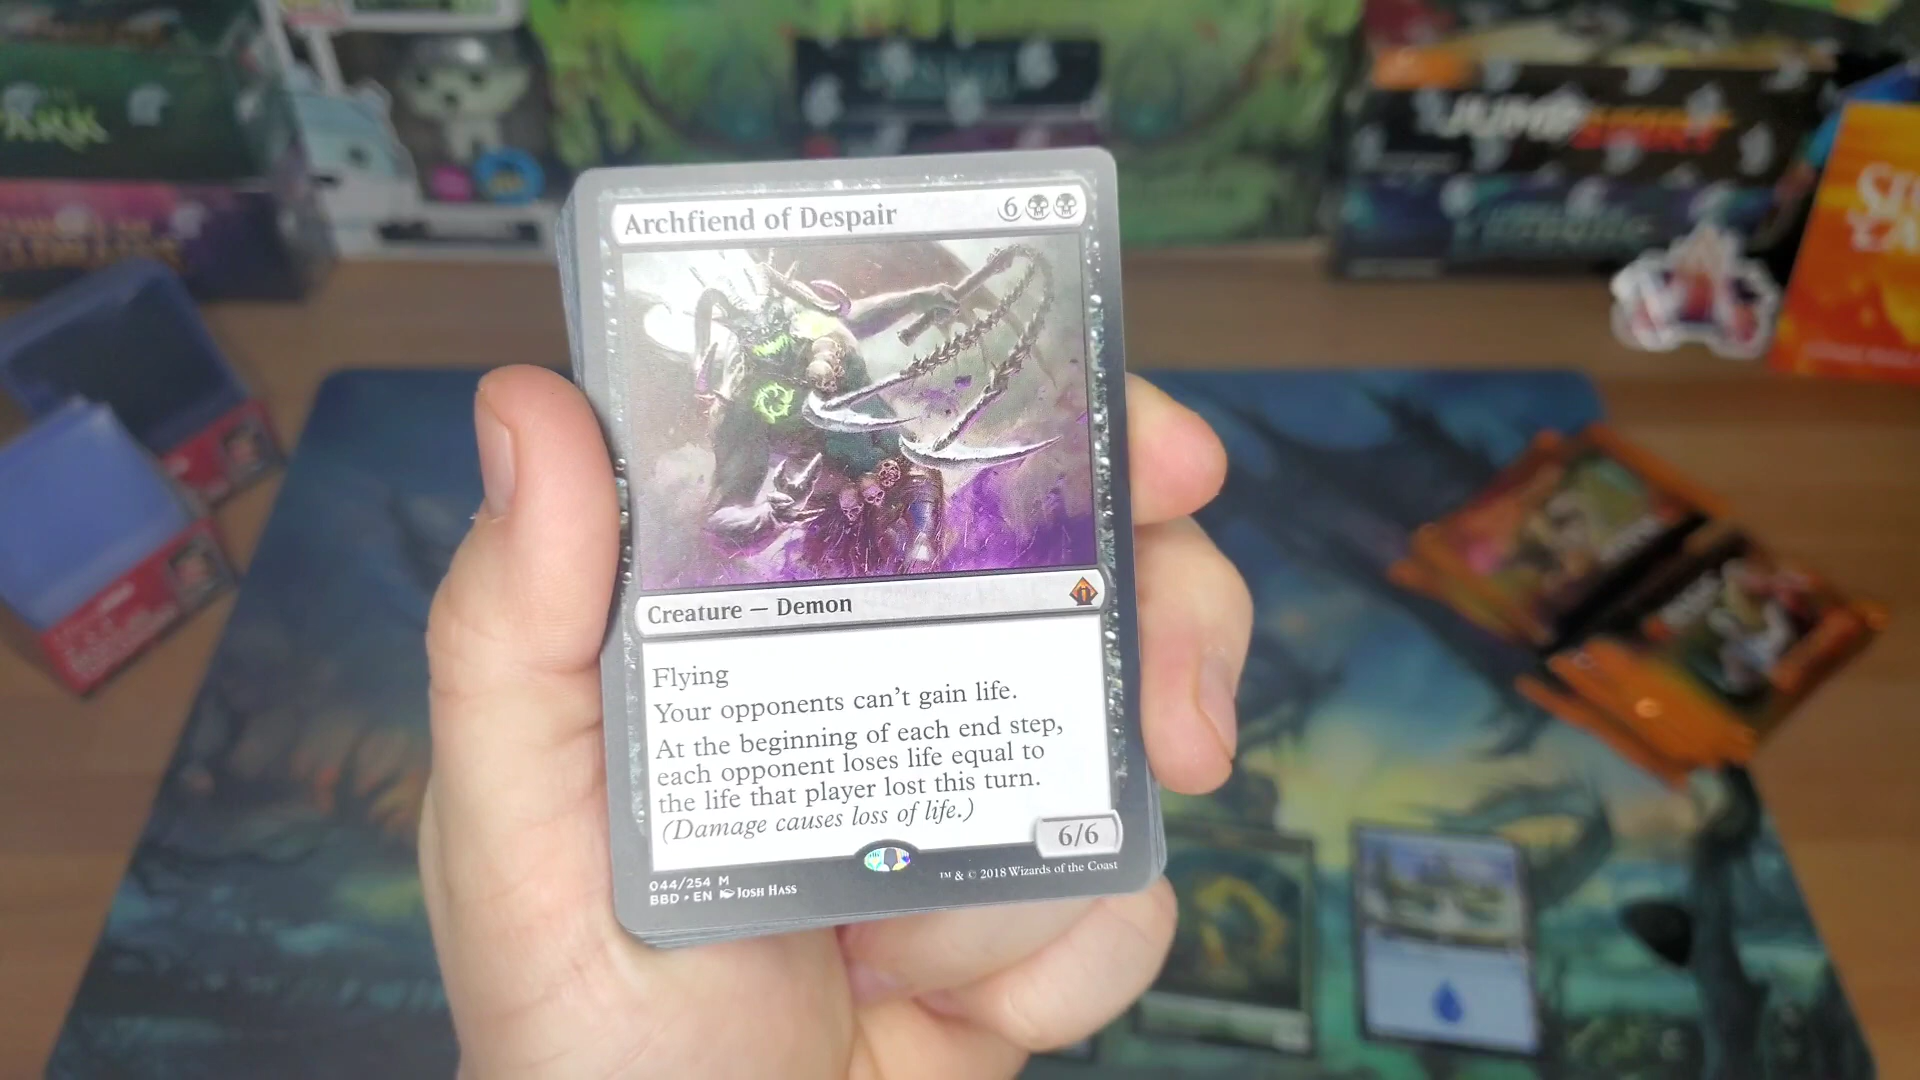 Archfiend of Despair 6
Creature — Demon
Flying
Your opponents can't gain life.
At the beginning of each end step,
each opponent loses life equal to
the life that player lost this turn.
(Damage causes loss of life.)
6/6
044/254 M
BBD • EN JOSH HASS
™ & © 2018 Wizards of the Coast
JUMPSTART